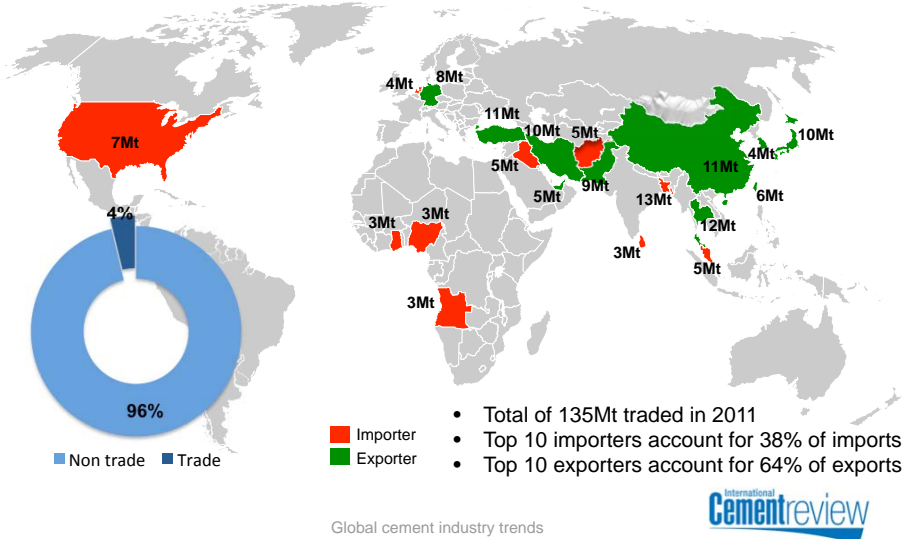 4Mt
8Mt
11Mt
10Mt
5Mt
10Mt
7Mt
5Mt
11Mt
4Mt
9Mt
5Mt
13Mt
6Mt
4%
3Mt
3Mt
12Mt
3Mt
5Mt
3Mt
96%
Non trade
Trade
Importer
Exporter
• Total of 135Mt traded in 2011
• Top 10 importers account for 38% of imports
• Top 10 exporters account for 64% of exports
Global cement industry trends
International
Cementreview